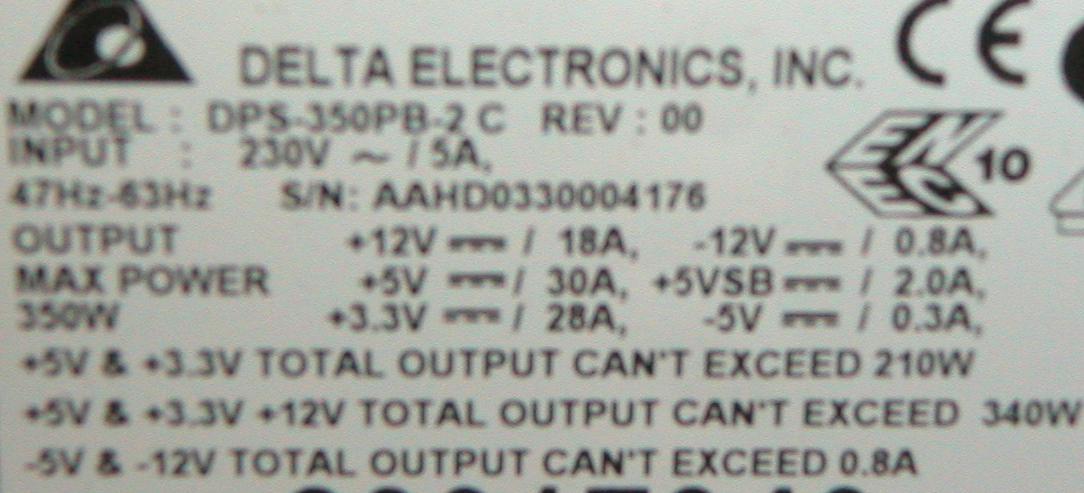 DELTA ELECTRONICS, INC. CE
MODEL : DPS-350PB-2 C REV : 00
INPUT : 230V ~ / 5A,
47Hz-63Hz S/N: AAHD0330004176
ENEC 10
OUTPUT +12V ⎓ / 18A, -12V ⎓ / 0.8A,
MAX POWER +5V ⎓ / 30A, +5VSB ⎓ / 2.0A,
350W +3.3V ⎓ / 28A, -5V ⎓ / 0.3A,
+5V & +3.3V TOTAL OUTPUT CAN'T EXCEED 210W
+5V & +3.3V +12V TOTAL OUTPUT CAN'T EXCEED 340W
-5V & -12V TOTAL OUTPUT CAN'T EXCEED 0.8A